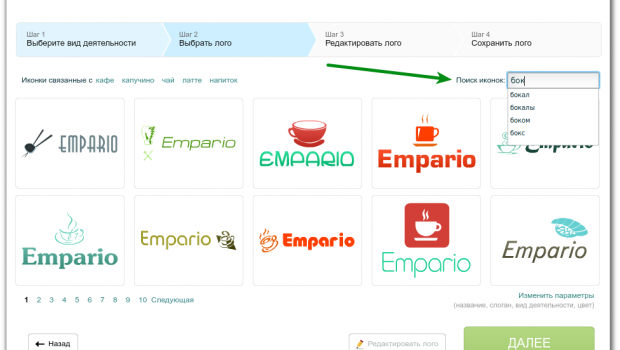 Шаг 1
Выберите вид деятельности
Шаг 2
Выбрать лого
Шаг 3
Редактировать лого
Шаг 4
Сохранить лого
Иконки связанные с кафе капучино чай латте напиток
Поиск иконок: бок
бокал
бокалы
боком
бокс
EMPARIO
Empario
EMPARIO
Empario
Empario
Empario
Empario
Empario
Empario
Empario
1 2 3 4 5 6 7 8 9 10 Следующая
Изменить параметры
(название, слоган, вид деятельности, цвет)
Назад
Редактировать лого
ДАЛЕЕ